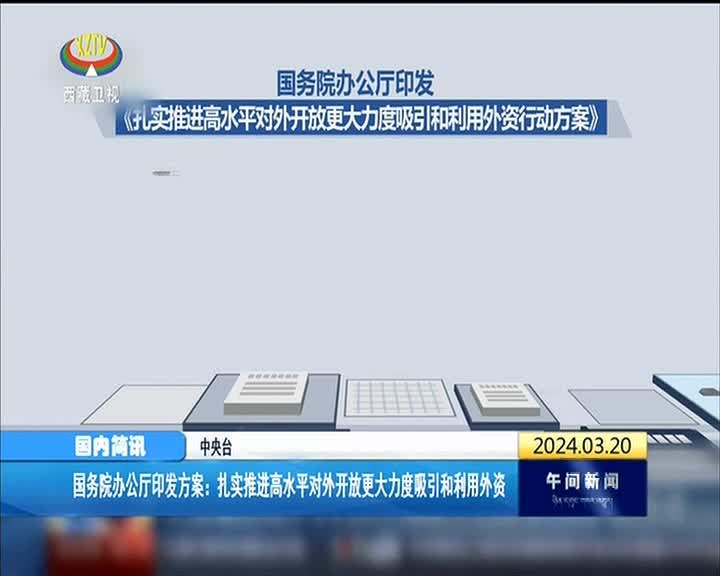 XZTV
西藏卫视
国务院办公厅印发
《扎实推进高水平对外开放更大力度吸引和利用外资行动方案》
国内简讯
中央台
2024.03.20
国务院办公厅印发方案：扎实推进高水平对外开放更大力度吸引和利用外资
午间新闻